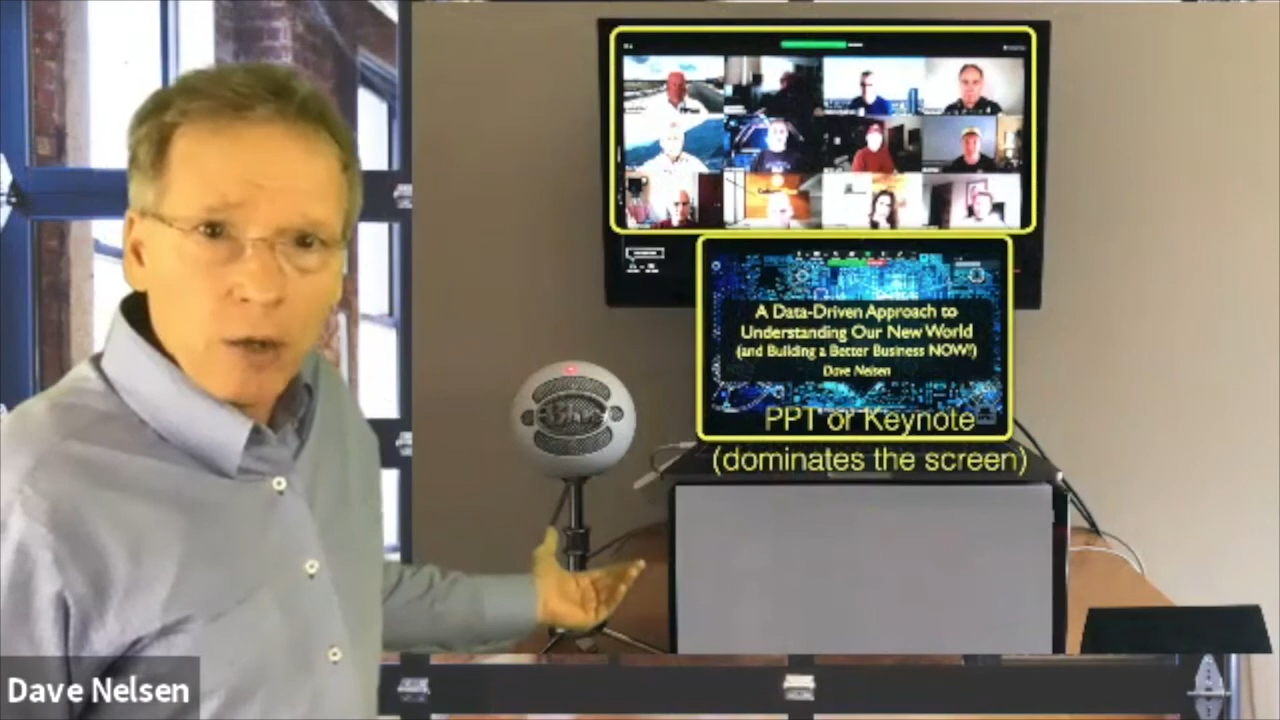 A Data-Driven Approach to
Understanding Our New World
(and Building a Better Business NOW!)
Dave Nelsen
PPT or Keynote
(dominates the screen)
Dave Nelsen